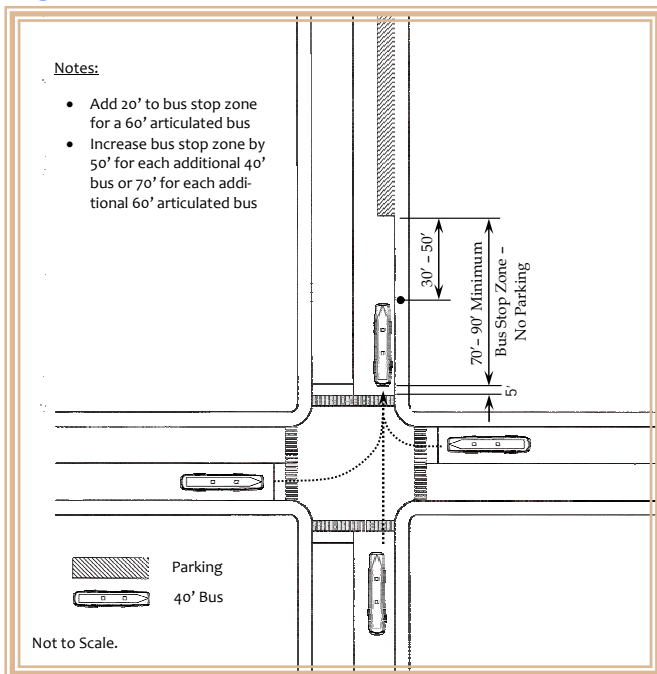 Notes:
• Add 20’ to bus stop zone
for a 60’ articulated bus
• Increase bus stop zone by
50’ for each additional 40’
bus or 70’ for each addi-
tional 60’ articulated bus
30’ – 50’
70’ – 90’ Minimum
Bus Stop Zone –
No Parking
5’
Parking
40’ Bus
Not to Scale.